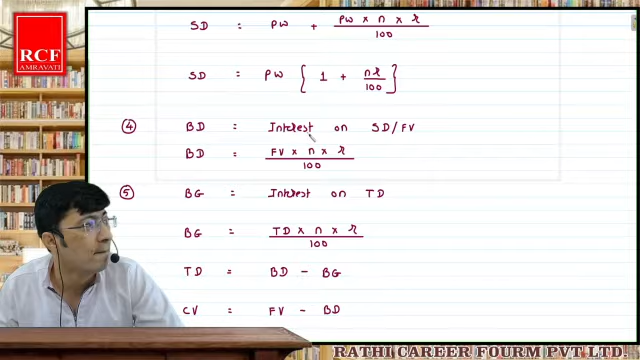 RCF
AMRAVATI
SD = PW + PW × n × r / 100
SD = PW { 1 + nr / 100 }
④ BD = Interest on SD/FV
BD = FV × n × r / 100
⑤ BG = Interest on TD
BG = TD × n × r / 100
TD = BD - BG
CV = FV - BD
RATHI CAREER FOURM PVT LTD